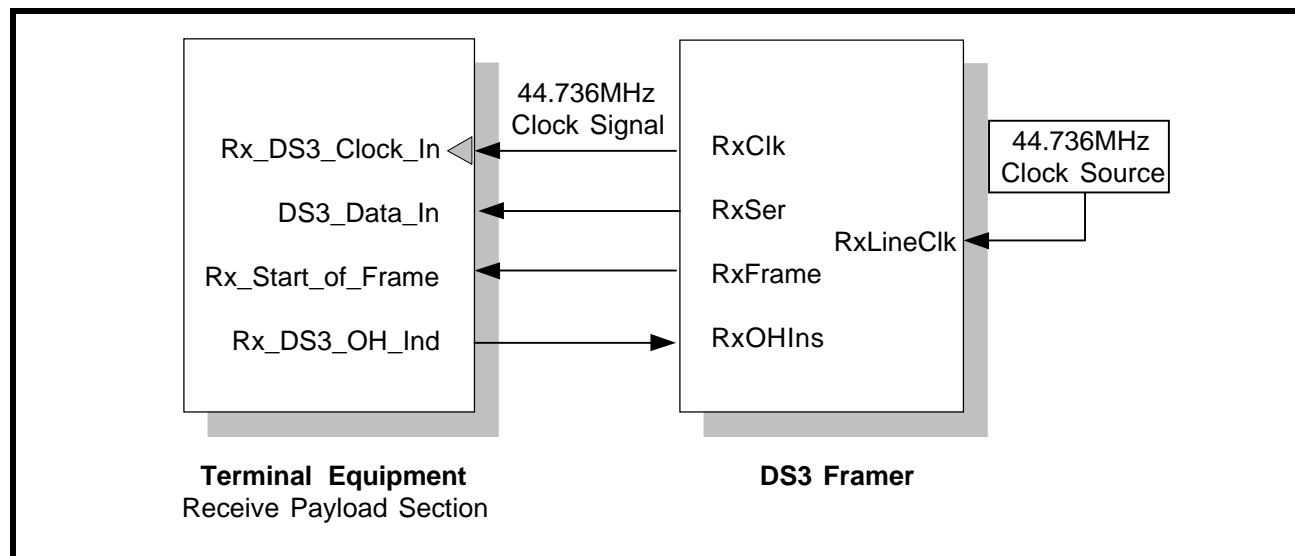 44.736MHz
Clock Signal
Rx_DS3_Clock_In
DS3_Data_In
Rx_Start_of_Frame
Rx_DS3_OH_Ind
RxClk
RxSer
RxLineClk
RxFrame
RxOHIns
44.736MHz
Clock Source
Terminal Equipment
Receive Payload Section
DS3 Framer